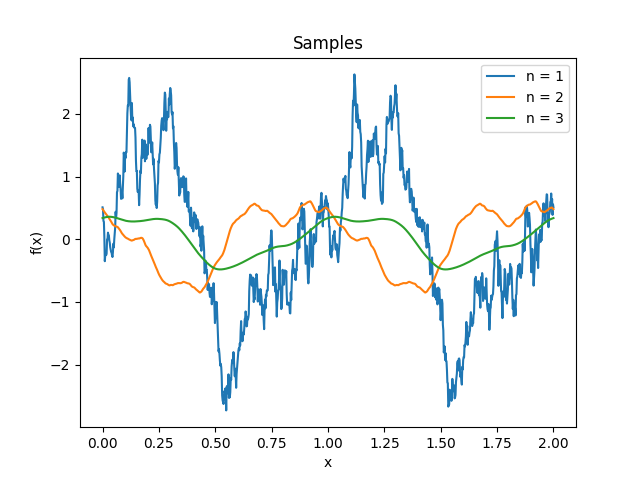 Samples
n = 1
n = 2
n = 3
f(x)
2
1
0
−1
−2
0.00 0.25 0.50 0.75 1.00 1.25 1.50 1.75 2.00
x